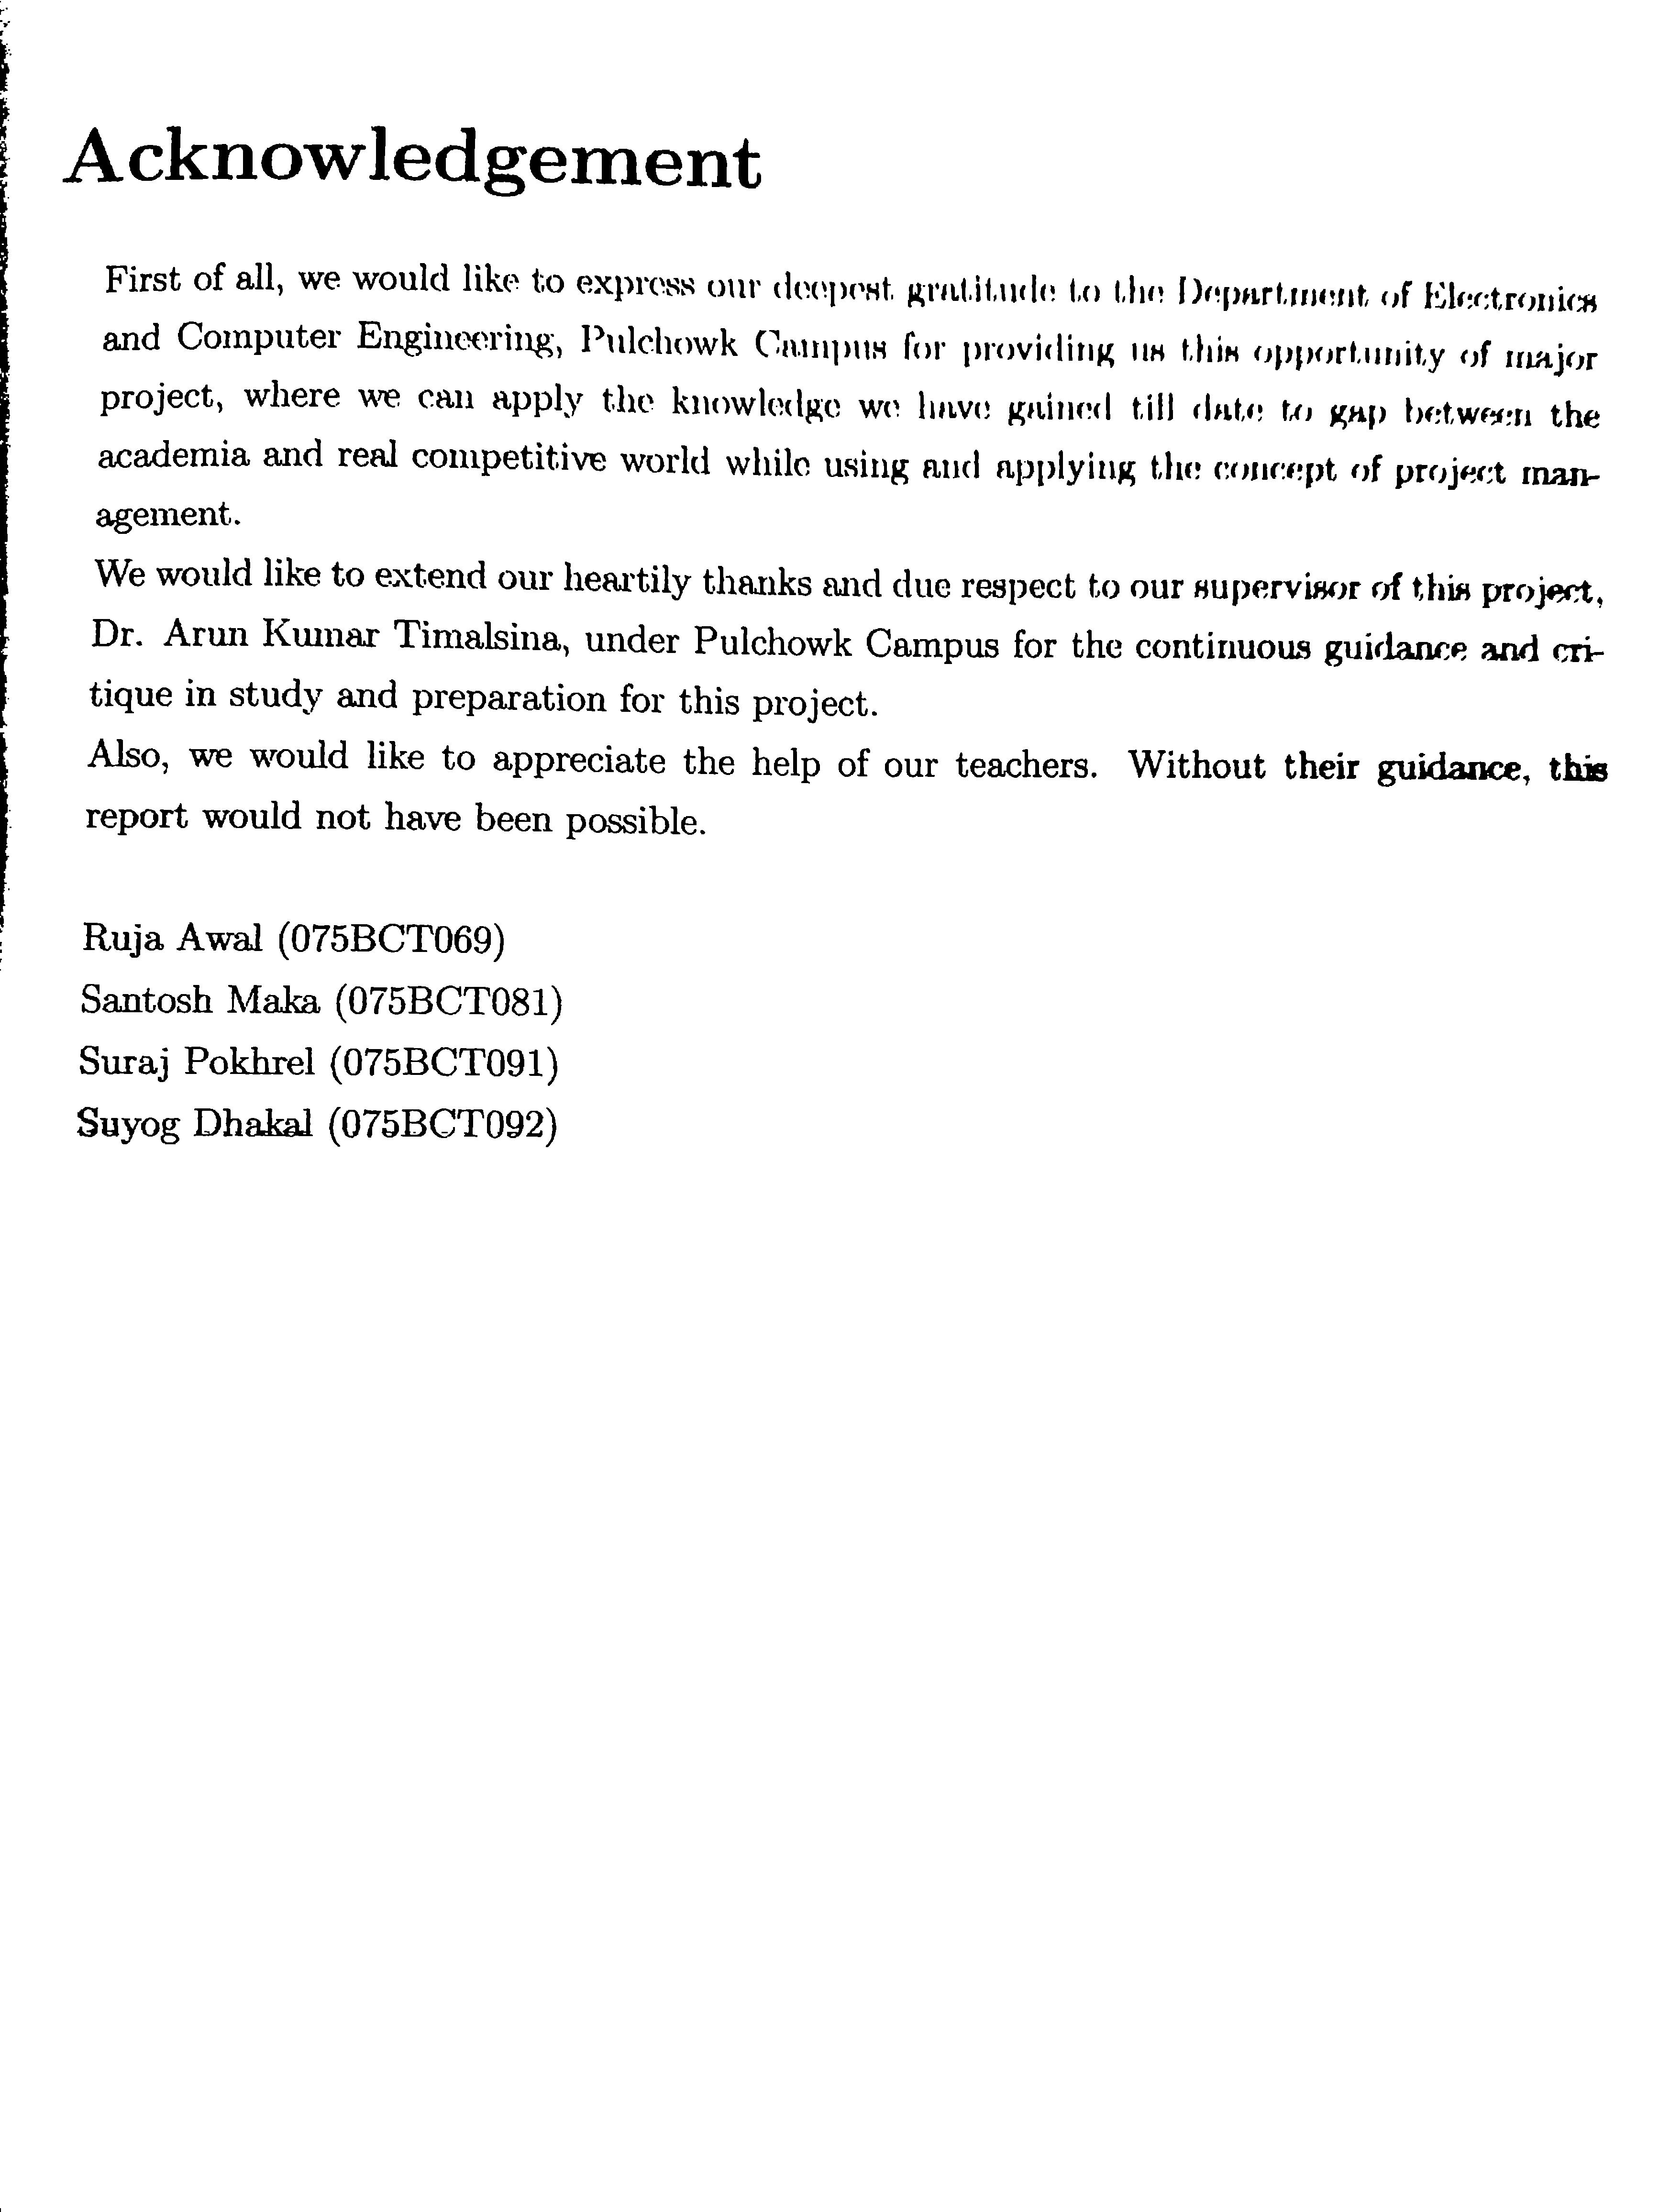 Acknowledgement
First of all, we would like to express our deepest gratitude to the Department of Electronics
and Computer Engineering, Pulchowk Campus for providing us this opportunity of major
project, where we can apply the knowledge we have gained till date to gap between the
academia and real competitive world while using and applying the concept of project man-
agement.
We would like to extend our heartily thanks and due respect to our supervisor of this project,
Dr. Arun Kumar Timalsina, under Pulchowk Campus for the continuous guidance and cri-
tique in study and preparation for this project.
Also, we would like to appreciate the help of our teachers. Without their guidance, this
report would not have been possible.
Ruja Awal (075BCT069)
Santosh Maka (075BCT081)
Suraj Pokhrel (075BCT091)
Suyog Dhakal (075BCT092)